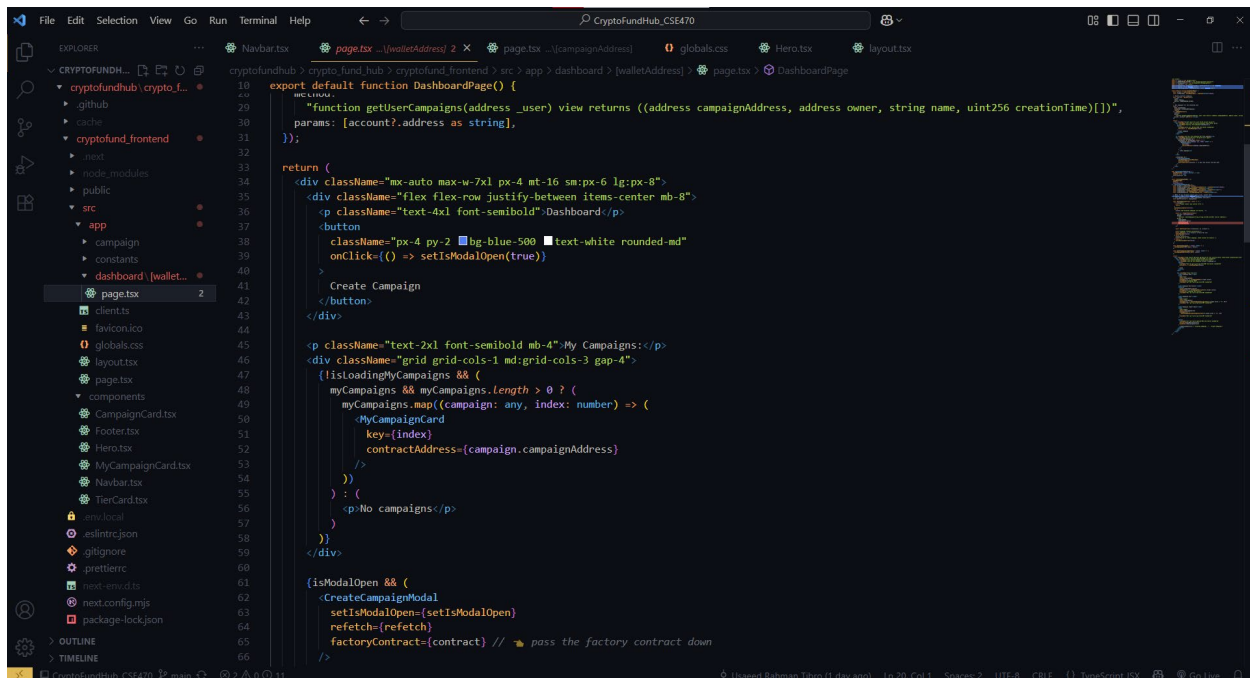 File Edit Selection View Go Run Terminal Help
CryptoFundHub_CSE470
EXPLORER
Navbar.tsx
page.tsx ...\[walletAddress] 2
page.tsx ...\[campaignAddress]
globals.css
Hero.tsx
layout.tsx
CRYPTOFUNDH...
cryptofundhub > crypto_fund_hub > cryptofund_frontend > src > app > dashboard > [walletAddress] > page.tsx > DashboardPage
cryptofundhub \ crypto_f...
.github
cache
cryptofund_frontend
.next
node_modules
public
src
app
campaign
constants
dashboard \ [wallet...
page.tsx 2
client.ts
favicon.ico
globals.css
layout.tsx
page.tsx
components
CampaignCard.tsx
Footer.tsx
Hero.tsx
MyCampaignCard.tsx
Navbar.tsx
TierCard.tsx
.env.local
.eslintrc.json
.gitignore
.prettierrc
next-env.d.ts
next.config.mjs
package-lock.json
OUTLINE
TIMELINE
10 export default function DashboardPage() {
28 method:
29 "function getUserCampaigns(address _user) view returns ((address campaignAddress, address owner, string name, uint256 creationTime)[])",
30 params: [account?.address as string],
31 });
32
33 return (
34 <div className="mx-auto max-w-7xl px-4 mt-16 sm:px-6 lg:px-8">
35 <div className="flex flex-row justify-between items-center mb-8">
36 <p className="text-4xl font-semibold">Dashboard</p>
37 <button
38 className="px-4 py-2 bg-blue-500 text-white rounded-md"
39 onClick={() => setIsModalOpen(true)}
40 >
41 Create Campaign
42 </button>
43 </div>
44
45 <p className="text-2xl font-semibold mb-4">My Campaigns:</p>
46 <div className="grid grid-cols-1 md:grid-cols-3 gap-4">
47 {!isLoadingMyCampaigns && (
48 myCampaigns && myCampaigns.length > 0 ? (
49 myCampaigns.map((campaign: any, index: number) => (
50 <MyCampaignCard
51 key={index}
52 contractAddress={campaign.campaignAddress}
53 />
54 ))
55 ) : (
56 <p>No campaigns</p>
57 )
58 )}
59 </div>
60
61 {isModalOpen && (
62 <CreateCampaignModal
63 setIsModalOpen={setIsModalOpen}
64 refetch={refetch}
65 factoryContract={contract} // 👈 pass the factory contract down
66 />
CryptoFundHub_CSE470 main 2 0 11
Usaeed Rahman Tibro (1 day ago) Ln 20, Col 1 Spaces: 2 UTF-8 CRLF {} TypeScript JSX Go Live